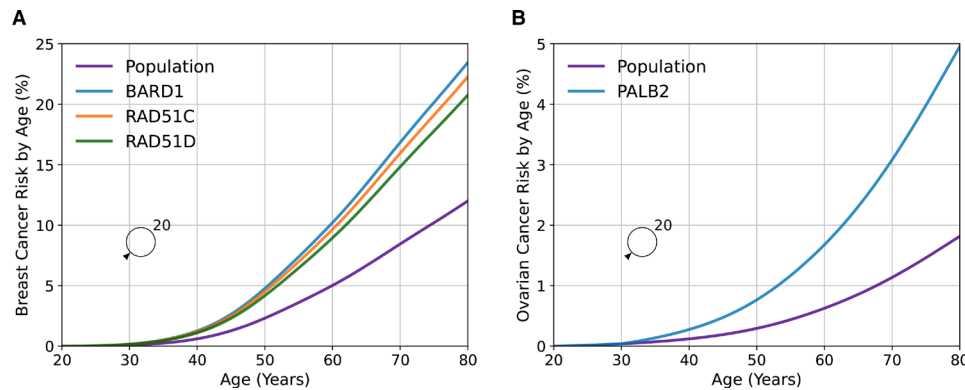 A
Breast Cancer Risk by Age (%)
25
20
15
10
5
0
Population
BARD1
RAD51C
RAD51D
20
20 30 40 50 60 70 80
Age (Years)
B
Ovarian Cancer Risk by Age (%)
5
4
3
2
1
0
Population
PALB2
20
20 30 40 50 60 70 80
Age (Years)